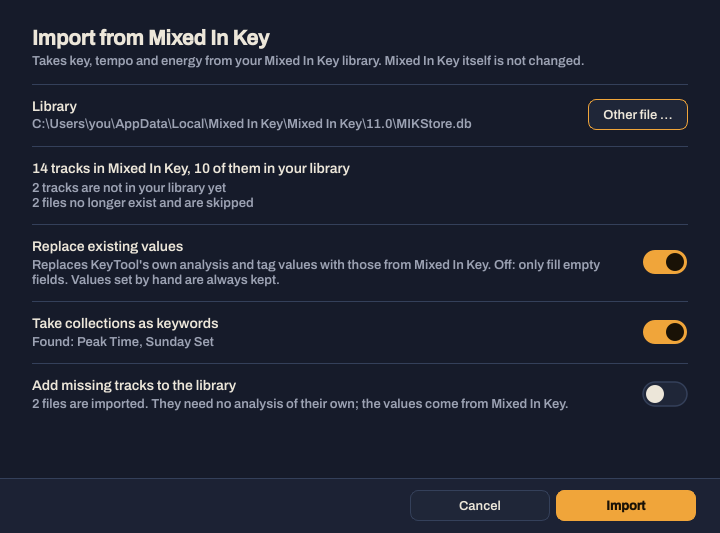 Import from Mixed In Key
Takes key, tempo and energy from your Mixed In Key library. Mixed In Key itself is not changed.
Library
C:\Users\you\AppData\Local\Mixed In Key\Mixed In Key\11.0\MIKStore.db
Other file ...
14 tracks in Mixed In Key, 10 of them in your library
2 tracks are not in your library yet
2 files no longer exist and are skipped
Replace existing values
Replaces KeyTool's own analysis and tag values with those from Mixed In Key. Off: only fill empty
fields. Values set by hand are always kept.
Take collections as keywords
Found: Peak Time, Sunday Set
Add missing tracks to the library
2 files are imported. They need no analysis of their own; the values come from Mixed In Key.
Cancel
Import